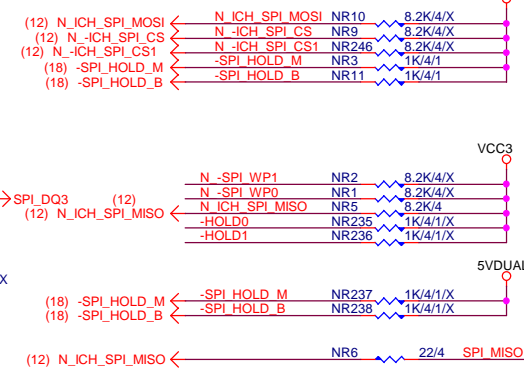 (12) N_ICH_SPI_MOSI N_ICH_SPI_MOSI NR10 8.2K/4/X
(12) N_-ICH_SPI_CS N_-ICH_SPI_CS NR9 8.2K/4/X
(12) N_-ICH_SPI_CS1 N_-ICH_SPI_CS1 NR246 8.2K/4/X
(18) -SPI_HOLD_M -SPI_HOLD_M NR3 1K/4/1
(18) -SPI_HOLD_B -SPI_HOLD_B NR11 1K/4/1
VCC3
N_-SPI_WP1 NR2 8.2K/4/X
SPI_DQ3 (12) N_-SPI_WP0 NR1 8.2K/4/X
(12) N_ICH_SPI_MISO N_ICH_SPI_MISO NR5 8.2K/4
-HOLD0 NR235 1K/4/1/X
-HOLD1 NR236 1K/4/1/X
5VDUAL
X
(18) -SPI_HOLD_M -SPI_HOLD_M NR237 1K/4/1/X
(18) -SPI_HOLD_B -SPI_HOLD_B NR238 1K/4/1/X
(12) N_ICH_SPI_MISO NR6 22/4 SPI_MISO